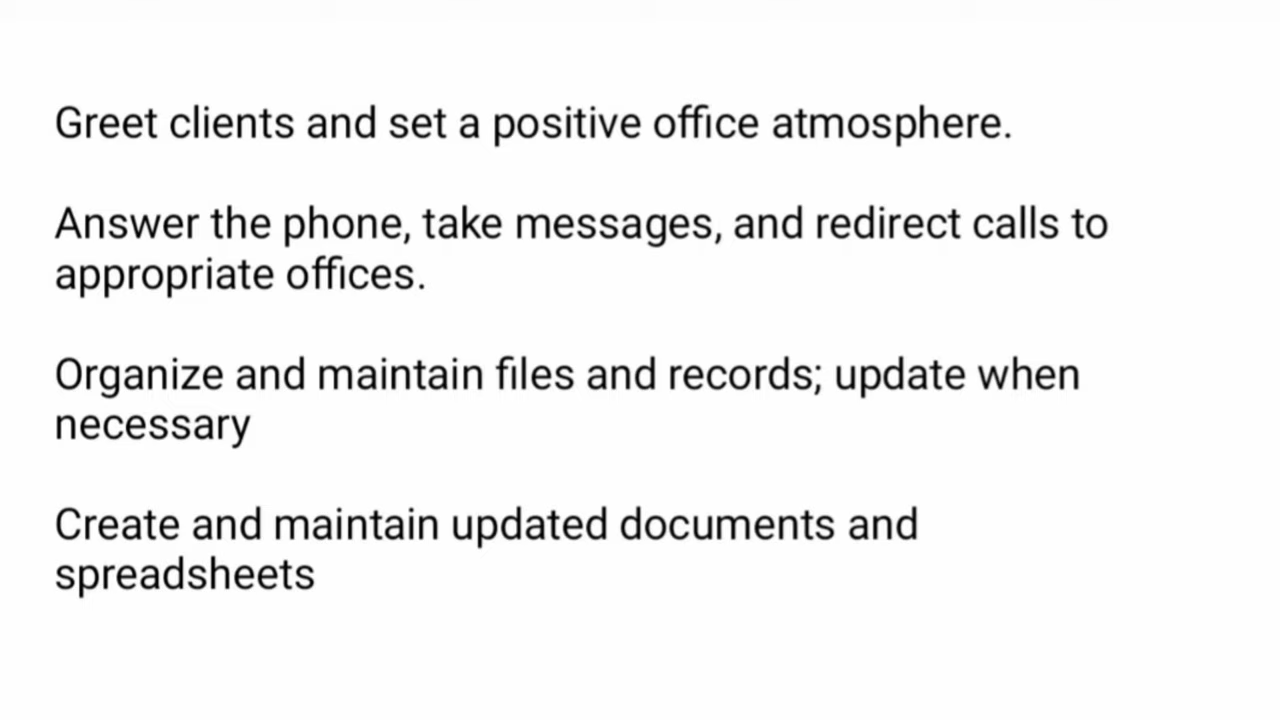 Greet clients and set a positive office atmosphere.
Answer the phone, take messages, and redirect calls to
appropriate offices.
Organize and maintain files and records; update when
necessary
Create and maintain updated documents and
spreadsheets